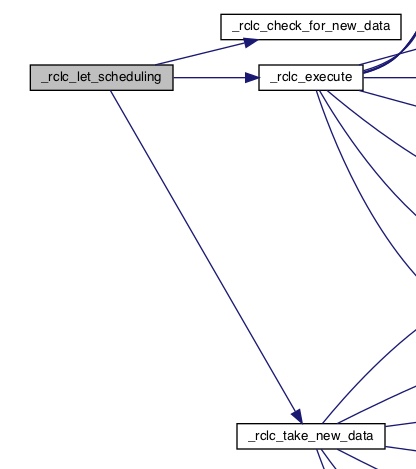 _rclc_check_for_new_data
_rclc_let_scheduling
_rclc_execute
_rclc_take_new_data